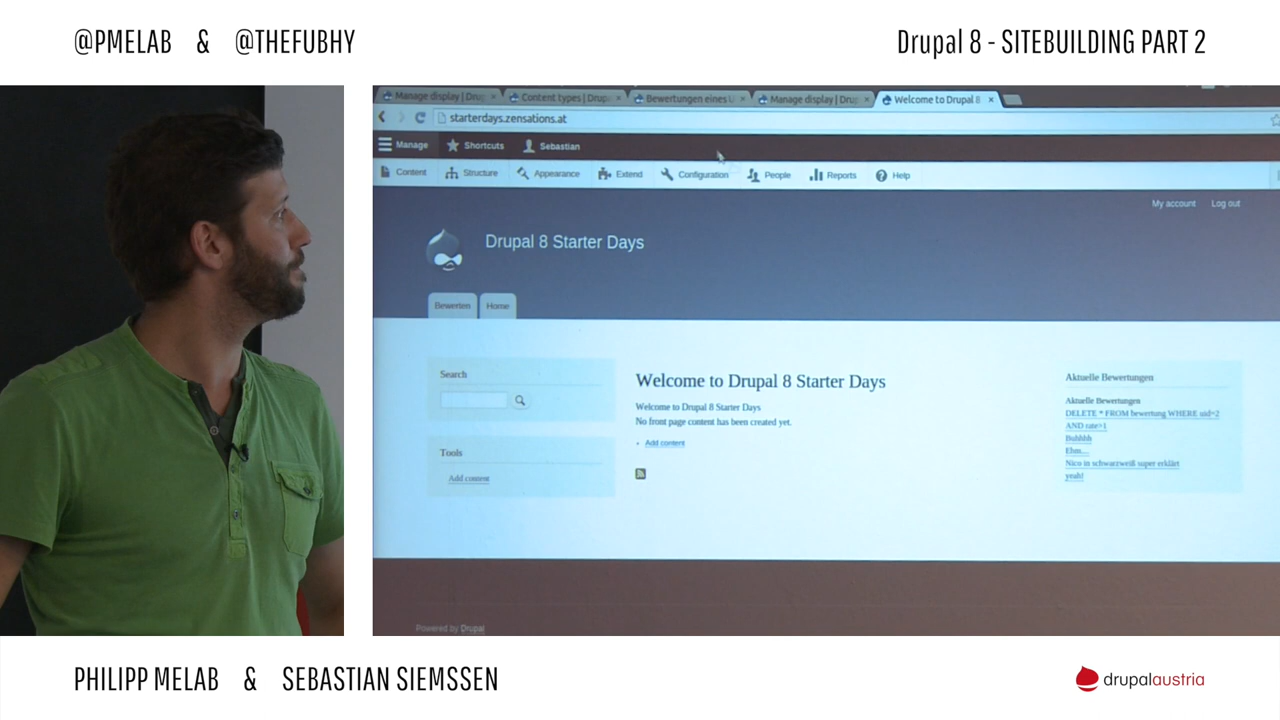 @PMELAB & @THEFUBHY
Drupal 8 - SITEBUILDING PART 2
Manage display | Drup
Content types | Drup
Bewertungen eines U
Manage display | Drup
Welcome to Drupal 8
starterdays.zensations.at
Manage Shortcuts Sebastian
Content Structure Appearance Extend Configuration People Reports Help
My account Log out
Drupal 8 Starter Days
Bewerten Home
Search
Tools
Add content
Welcome to Drupal 8 Starter Days
Welcome to Drupal 8 Starter Days
No front page content has been created yet.
Add content
Aktuelle Bewertungen
Aktuelle Bewertungen
DELETE * FROM bewertung WHERE uid=2
AND rate>1
Buhhhh
Ehm...
Nico in schwarzweiß super erklärt
yeah!
Powered by Drupal
PHILIPP MELAB & SEBASTIAN SIEMSSEN
drupalaustria